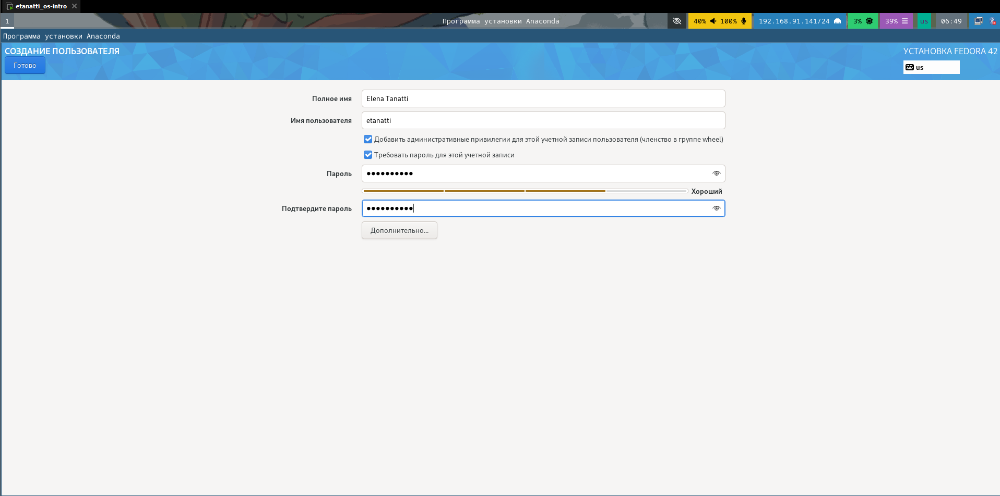 etanatti_os-intro
1 Программа установки Anaconda 40% 100% 192.168.91.141/24 3% 39% us 06:49
Программа установки Anaconda
СОЗДАНИЕ ПОЛЬЗОВАТЕЛЯ
УСТАНОВКА FEDORA 42
Готово
us
Полное имя Elena Tanatti
Имя пользователя etanatti
Добавить административные привилегии для этой учетной записи пользователя (членство в группе wheel)
Требовать пароль для этой учетной записи
Пароль ●●●●●●●●●●
Хороший
Подтвердите пароль ●●●●●●●●●●
Дополнительно...